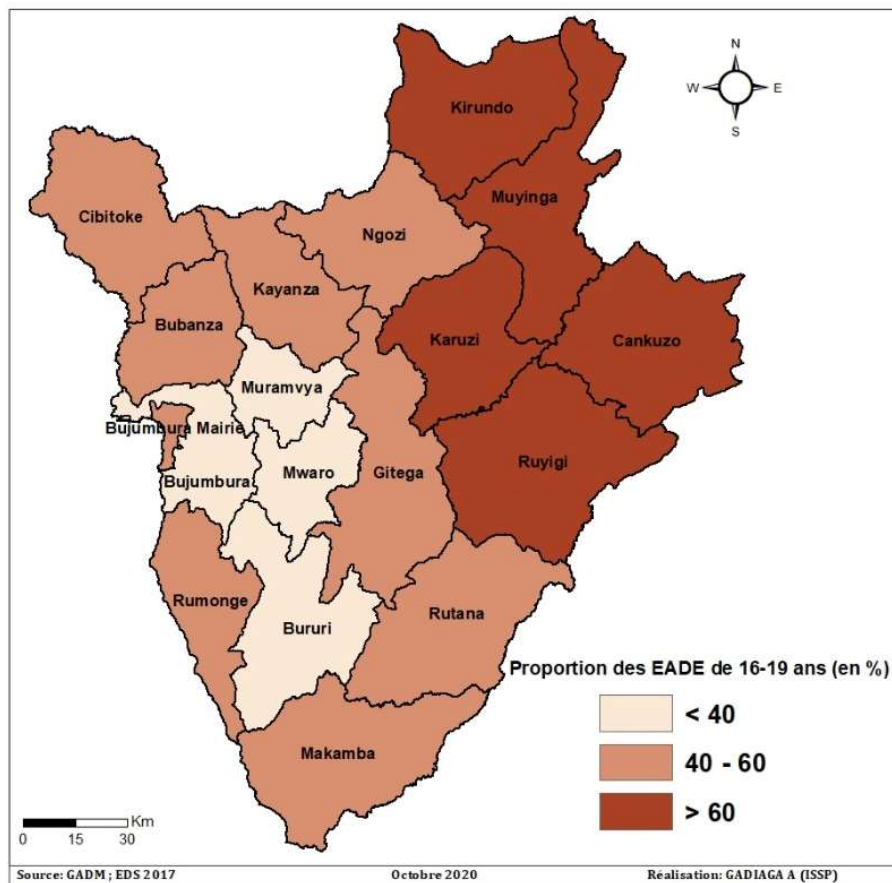 N
W E
S
Kirundo
Muyinga
Cibitoke
Ngozi
Kayanza
Bubanza
Karuzi
Cankuzo
Muramvya
Bujumbura Mairie
Bujumbura
Mwaro
Gitega
Ruyigi
Rumonge
Bururi
Rutana
Makamba
Proportion des EADE de 16-19 ans (en %)
< 40
40 - 60
> 60
Km
0 15 30
Source: GADM ; EDS 2017 Octobre 2020 Réalisation: GADIAGA A (ISSP)